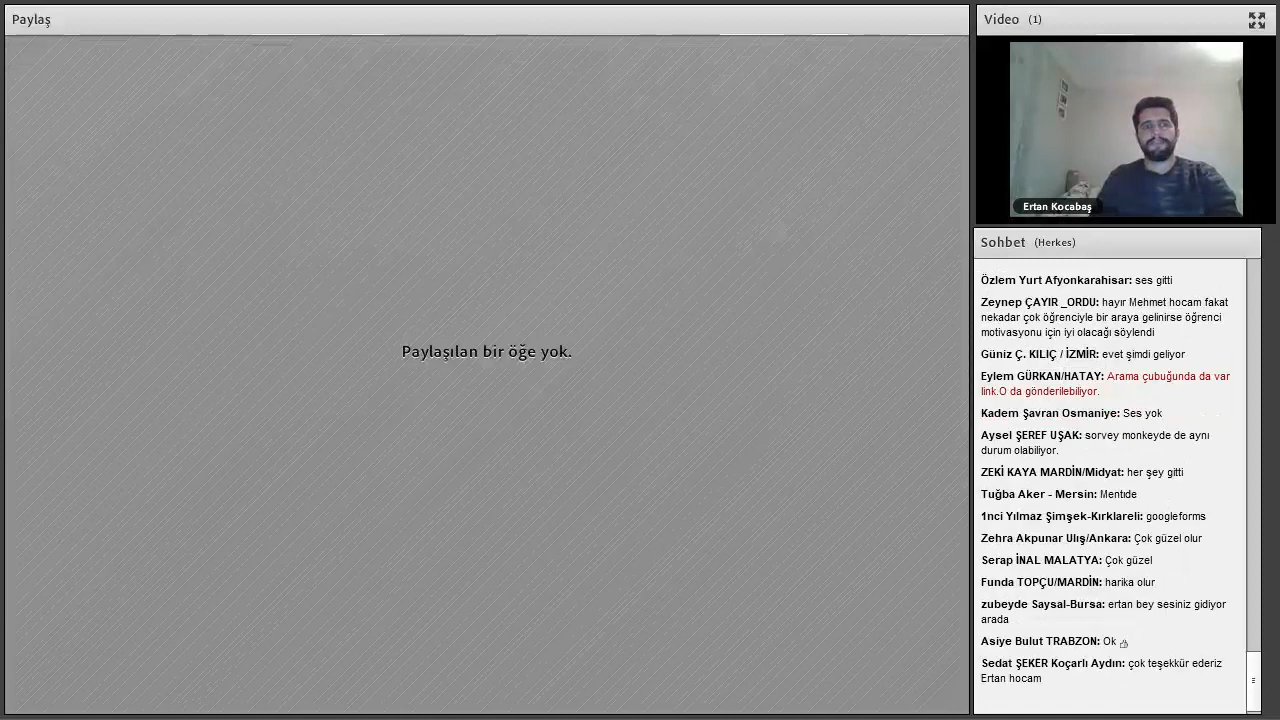 Paylaş
Paylaşılan bir öğe yok.
Video (1)
Ertan Kocabaş
Sohbet (Herkes)
Özlem Yurt Afyonkarahisar: ses gitti
Zeynep ÇAYIR _ORDU: hayır Mehmet hocam fakat
nekadar çok öğrenciyle bir araya gelinirse öğrenci
motivasyonu için iyi olacağı söylendi
Güniz Ç. KILIÇ / İZMİR: evet şimdi geliyor
Eylem GÜRKAN/HATAY: Arama çubuğunda da var
link.O da gönderilebiliyor.
Kadem Şavran Osmaniye: Ses yok
Aysel ŞEREF UŞAK: sorvey monkeyde de aynı
durum olabiliyor.
ZEKİ KAYA MARDİN/Midyat: her şey gitti
Tuğba Aker - Mersin: Mentıde
1nci Yılmaz Şimşek-Kırklareli: googleforms
Zehra Akpunar Ulış/Ankara: Çok güzel olur
Serap İNAL MALATYA: Çok güzel
Funda TOPÇU/MARDİN: harika olur
zubeyde Saysal-Bursa: ertan bey sesiniz gidiyor
arada
Asiye Bulut TRABZON: Ok
Sedat ŞEKER Koçarlı Aydın: çok teşekkür ederiz
Ertan hocam